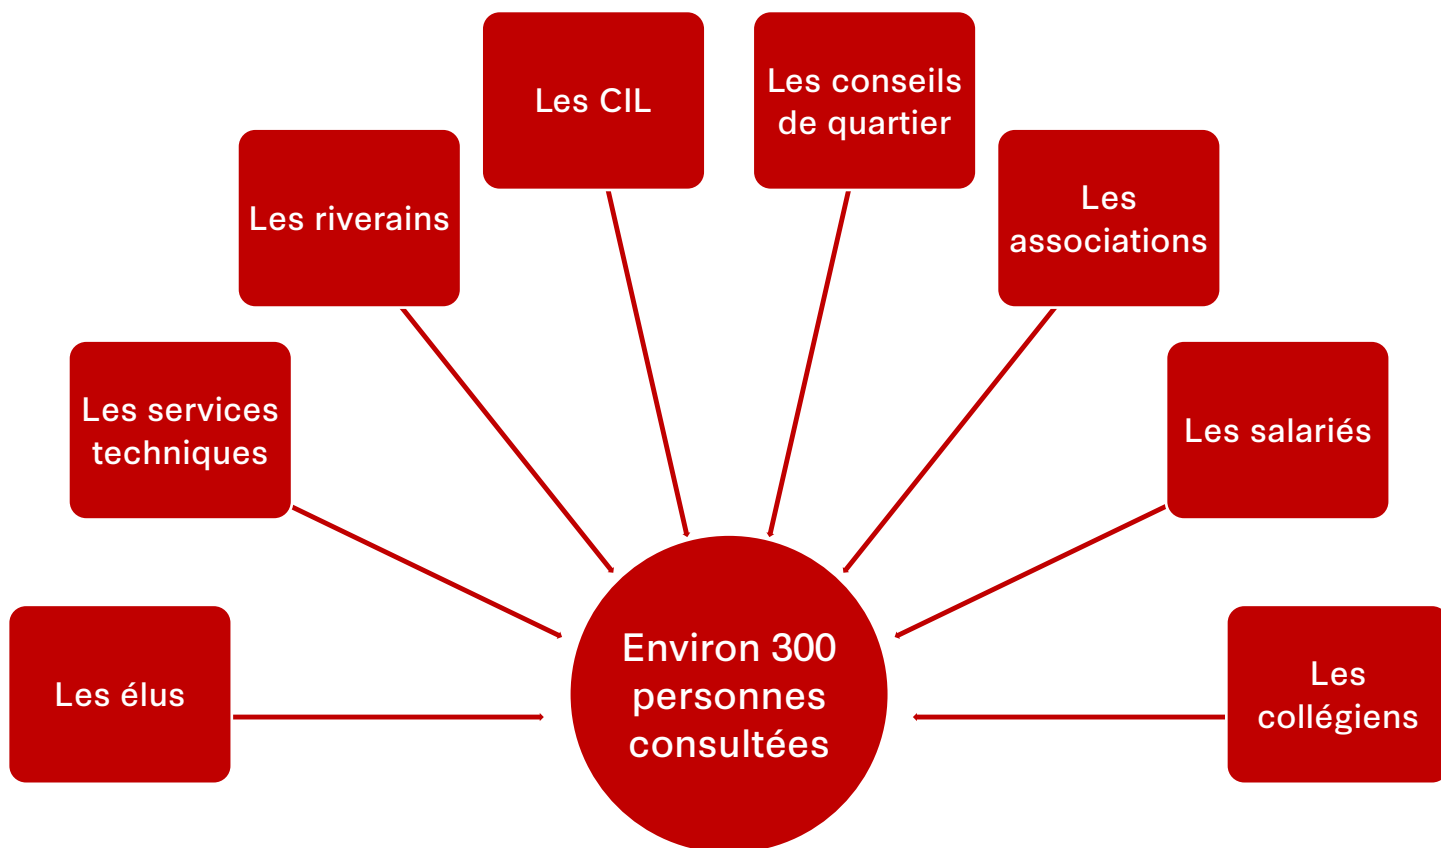 Les élus
Les services
techniques
Les riverains
Les CIL
Les conseils
de quartier
Les
associations
Les salariés
Les
collégiens
Environ 300
personnes
consultées